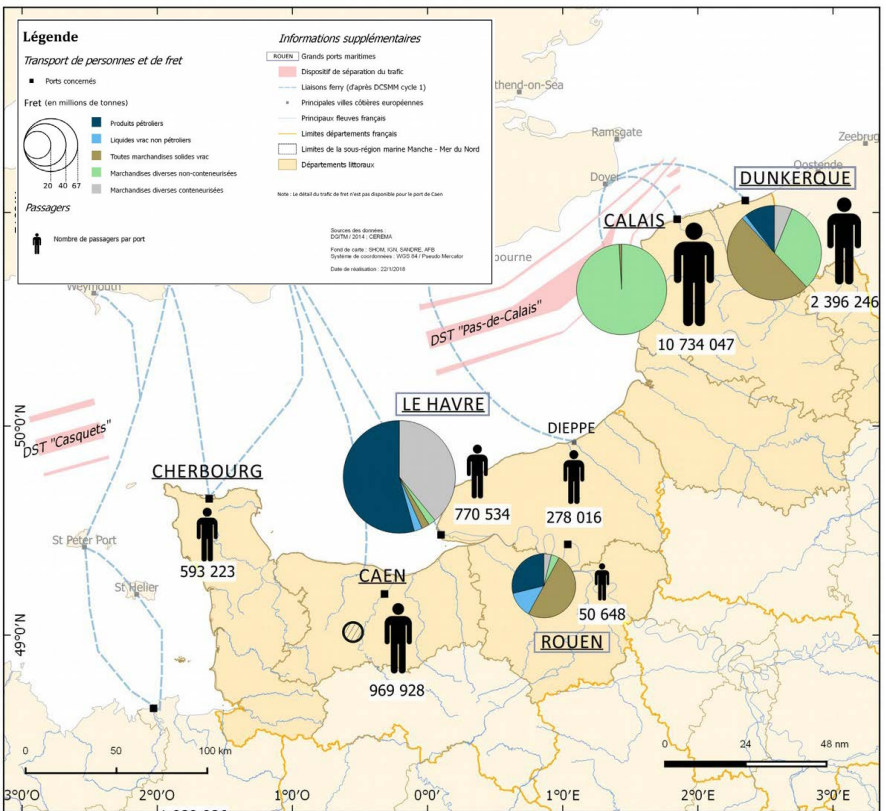 Légende
Transport de personnes et de fret
Ports concernés
Fret (en millions de tonnes)
20 40 67
Produits pétroliers
Liquides vrac non pétroliers
Toutes marchandises solides vrac
Marchandises diverses non-conteneurisées
Marchandises diverses conteneurisées
Passagers
Nombre de passagers par port
Informations supplémentaires
ROUEN Grands ports maritimes
Dispositif de séparation du trafic
Liaisons ferry (d'après DCSMM cycle 1)
Principales villes côtières européennes
Principaux fleuves français
Limites départements français
Limites de la sous-région marine Manche - Mer du Nord
Départements littoraux
Note : Le détail du trafic de fret n'est pas disponible pour le port de Caen
Sources des données :
DGITM / 2014 ; CEREMA
Fond de carte : SHOM, IGN, SANDRE, AFB
Système de coordonnées : WGS 84 / Pseudo Mercator
Date de réalisation : 22/1/2018
thend-on-Sea
Ramsgate
Zeebrug
Oostende
Dover
DUNKERQUE
CALAIS
bourne
Weymouth
2 396 246
DST "Pas-de-Calais"
10 734 047
LE HAVRE
50°0'N
DST "Casquets"
DIEPPE
CHERBOURG
770 534
278 016
St Peter Port
593 223
CAEN
St Helier
50 648
49°0'N
ROUEN
969 928
0 50 100 km
0 24 48 nm
3°0'O 2°0'O 1°0'O 0°0' 1°0'E 2°0'E 3°0'E